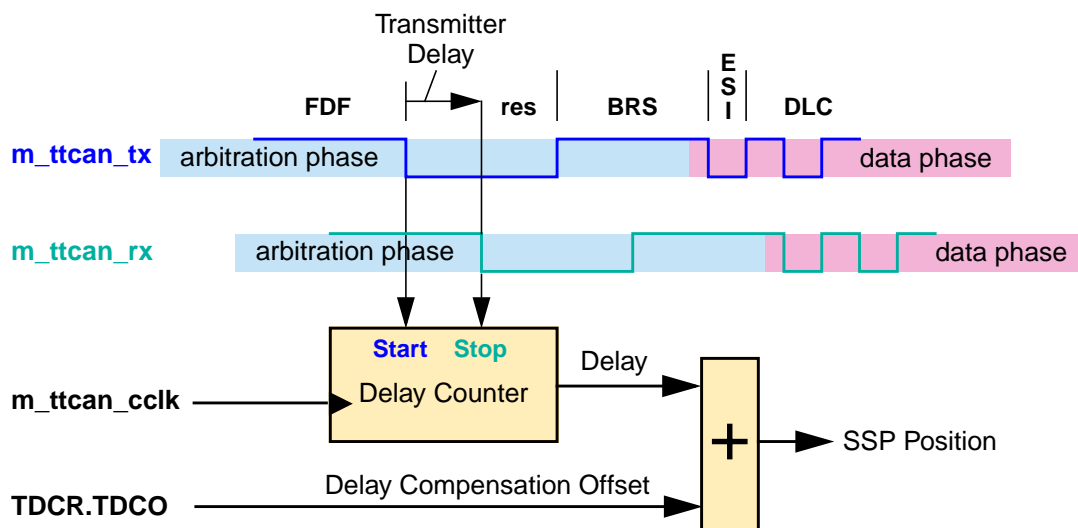 Transmitter
Delay
FDF
res
BRS
ESI
DLC
m_ttcan_tx
arbitration phase
data phase
m_ttcan_rx
arbitration phase
data phase
Start
Stop
Delay Counter
Delay
m_ttcan_cclk
+
SSP Position
Delay Compensation Offset
TDCR.TDCO